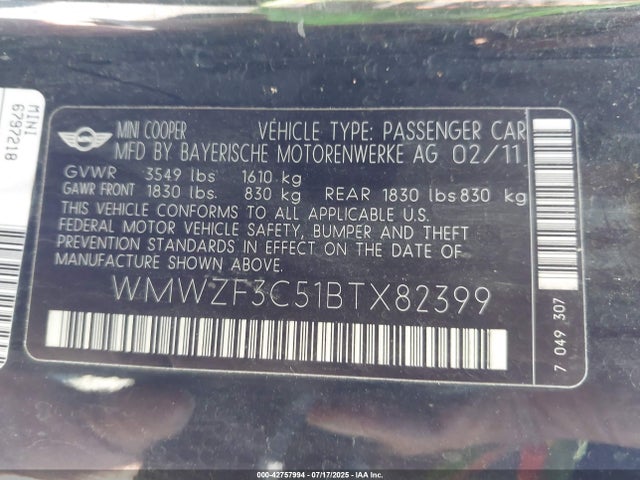 MINI COOPER VEHICLE TYPE: PASSENGER CAR
MFD BY BAYERISCHE MOTORENWERKE AG 02/11
GVWR 3549 lbs 1610 kg
GAWR FRONT 1830 lbs. 830 kg REAR 1830 lbs 830 kg
THIS VEHICLE CONFORMS TO ALL APPLICABLE U.S.
FEDERAL MOTOR VEHICLE SAFETY, BUMPER AND THEFT
PREVENTION STANDARDS IN EFFECT ON THE DATE OF
MANUFACTURE SHOWN ABOVE.
WMWZF3C51BTX82399
7 049 307
MINI
6797218
000-42757994 - 07/17/2025 - IAA Inc.